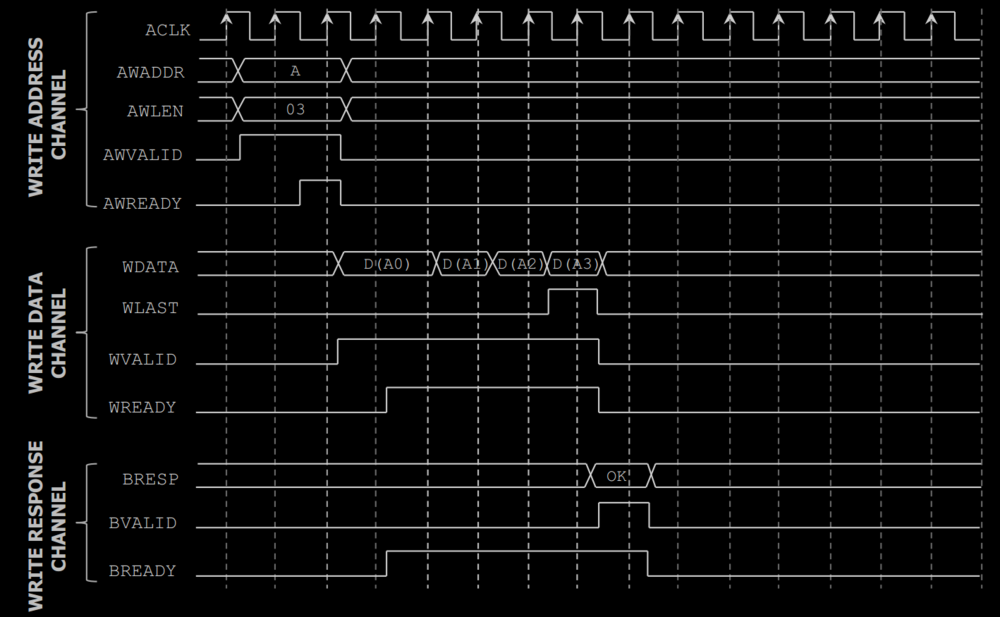 WRITE ADDRESS
CHANNEL
ACLK
AWADDR
A
AWLEN
03
AWVALID
AWREADY
WRITE DATA
CHANNEL
WDATA
D(A0)
D(A1)
D(A2)
D(A3)
WLAST
WVALID
WREADY
WRITE RESPONSE
CHANNEL
BRESP
OK
BVALID
BREADY